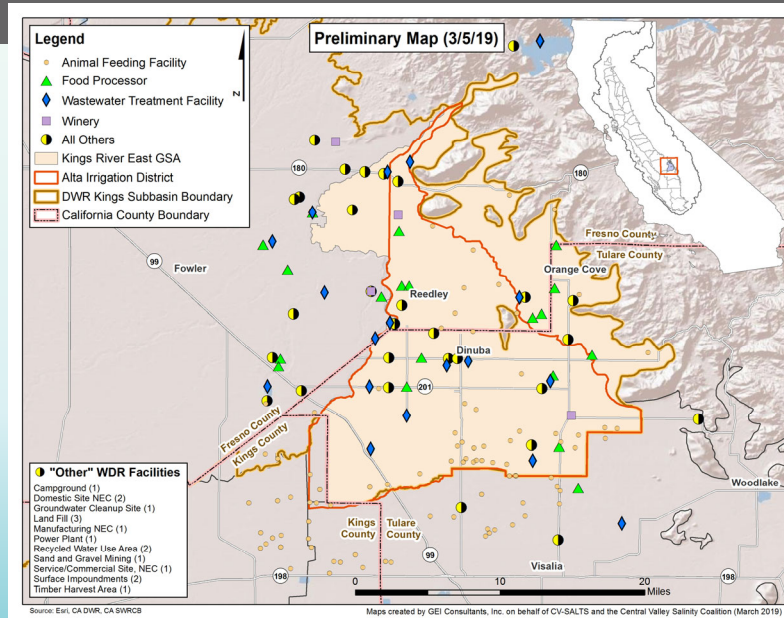 Preliminary Map (3/5/19)
Legend
Animal Feeding Facility
Food Processor
Wastewater Treatment Facility
Winery
All Others
Kings River East GSA
Alta Irrigation District
DWR Kings Subbasin Boundary
California County Boundary
N
180
180
Fresno County
Tulare County
99
Fowler
Orange Cove
Reedley
Dinuba
201
Fresno County
Kings County
"Other" WDR Facilities
Campground (1)
Domestic Site NEC (2)
Groundwater Cleanup Site (1)
Land Fill (3)
Manufacturing NEC (1)
Power Plant (1)
Recycled Water Use Area (2)
Sand and Gravel Mining (1)
Service/Commercial Site, NEC (1)
Surface Impoundments (2)
Timber Harvest Area (1)
Woodlake
Kings County
Tulare County
99
Visalia
198
198
0 10 20
Miles
Source: Esri, CA DWR, CA SWRCB
Maps created by GEI Consultants, Inc. on behalf of CV-SALTS and the Central Valley Salinity Coalition (March 2019)